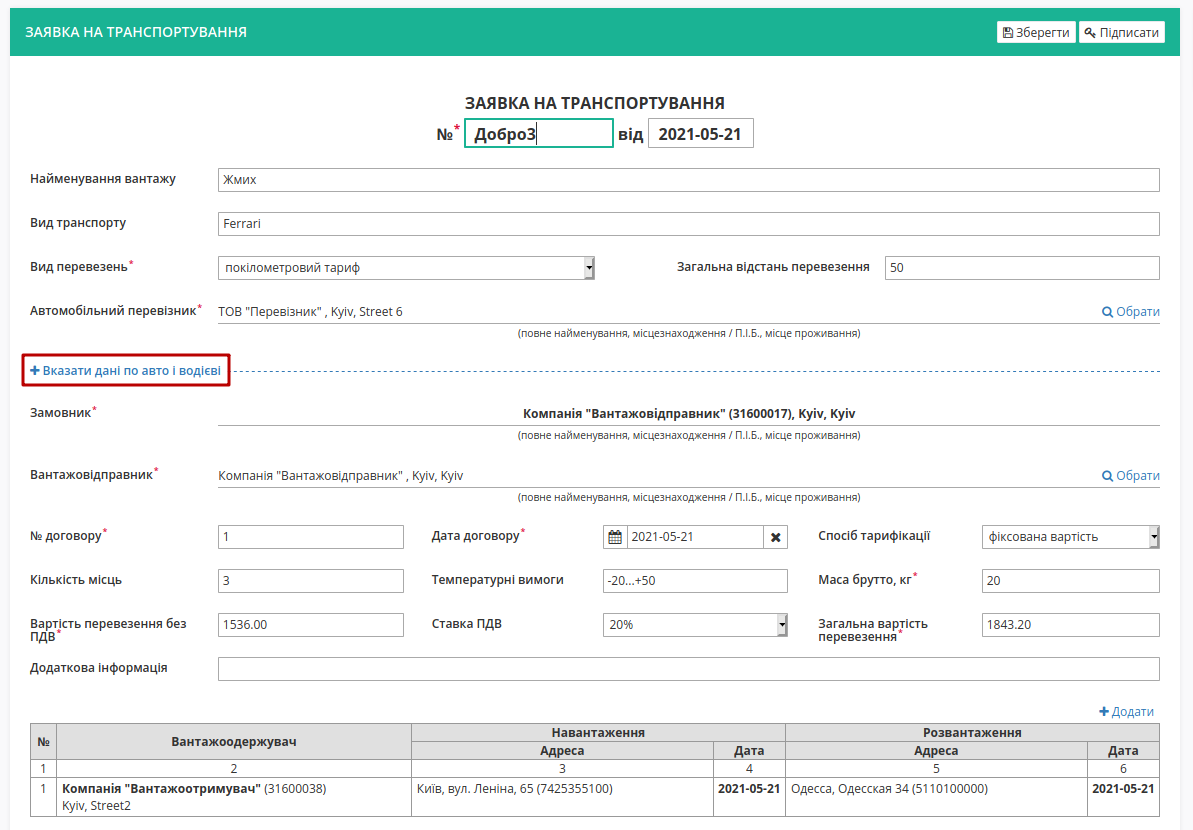 ЗАЯВКА НА ТРАНСПОРТУВАННЯ Зберегти Підписати
ЗАЯВКА НА ТРАНСПОРТУВАННЯ
№* Добро3 від 2021-05-21
Найменування вантажу Жмих
Вид транспорту Ferrari
Вид перевезень* покілометровий тариф Загальна відстань перевезення 50
Автомобільний перевізник* ТОВ "Перевізник" , Kyiv, Street 6 Обрати
(повне найменування, місцезнаходження / П.І.Б., місце проживання)
+ Вказати дані по авто і водієві
Замовник* Компанія "Вантажовідправник" (31600017), Kyiv, Kyiv
(повне найменування, місцезнаходження / П.І.Б., місце проживання)
Вантажовідправник* Компанія "Вантажовідправник" , Kyiv, Kyiv Обрати
(повне найменування, місцезнаходження / П.І.Б., місце проживання)
№ договору* 1 Дата договору* 2021-05-21 Спосіб тарифікації фіксована вартість
Кількість місць 3 Температурні вимоги -20...+50 Маса брутто, кг* 20
Вартість перевезення без ПДВ* 1536.00 Ставка ПДВ 20% Загальна вартість перевезення* 1843.20
Додаткова інформація
+ Додати
№ Вантажоодержувач Навантаження Розвантаження
Адреса Дата Адреса Дата
1 2 3 4 5 6
1 Компанія "Вантажоотримувач" (31600038) Київ, вул. Леніна, 65 (7425355100) 2021-05-21 Одесса, Одесская 34 (5110100000) 2021-05-21
Kyiv, Street2